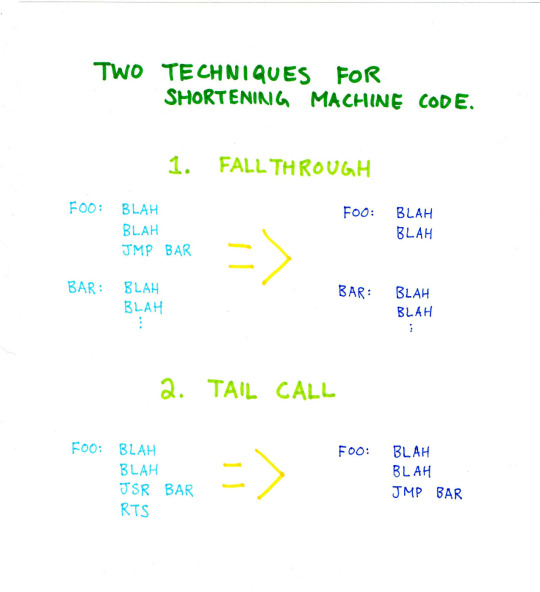 TWO TECHNIQUES FOR
SHORTENING MACHINE CODE.
1. FALLTHROUGH
FOO: BLAH
BLAH
JMP BAR
BAR: BLAH
BLAH
⋮
=>
FOO: BLAH
BLAH
BAR: BLAH
BLAH
⋮
2. TAIL CALL
FOO: BLAH
BLAH
JSR BAR
RTS
=>
FOO: BLAH
BLAH
JMP BAR